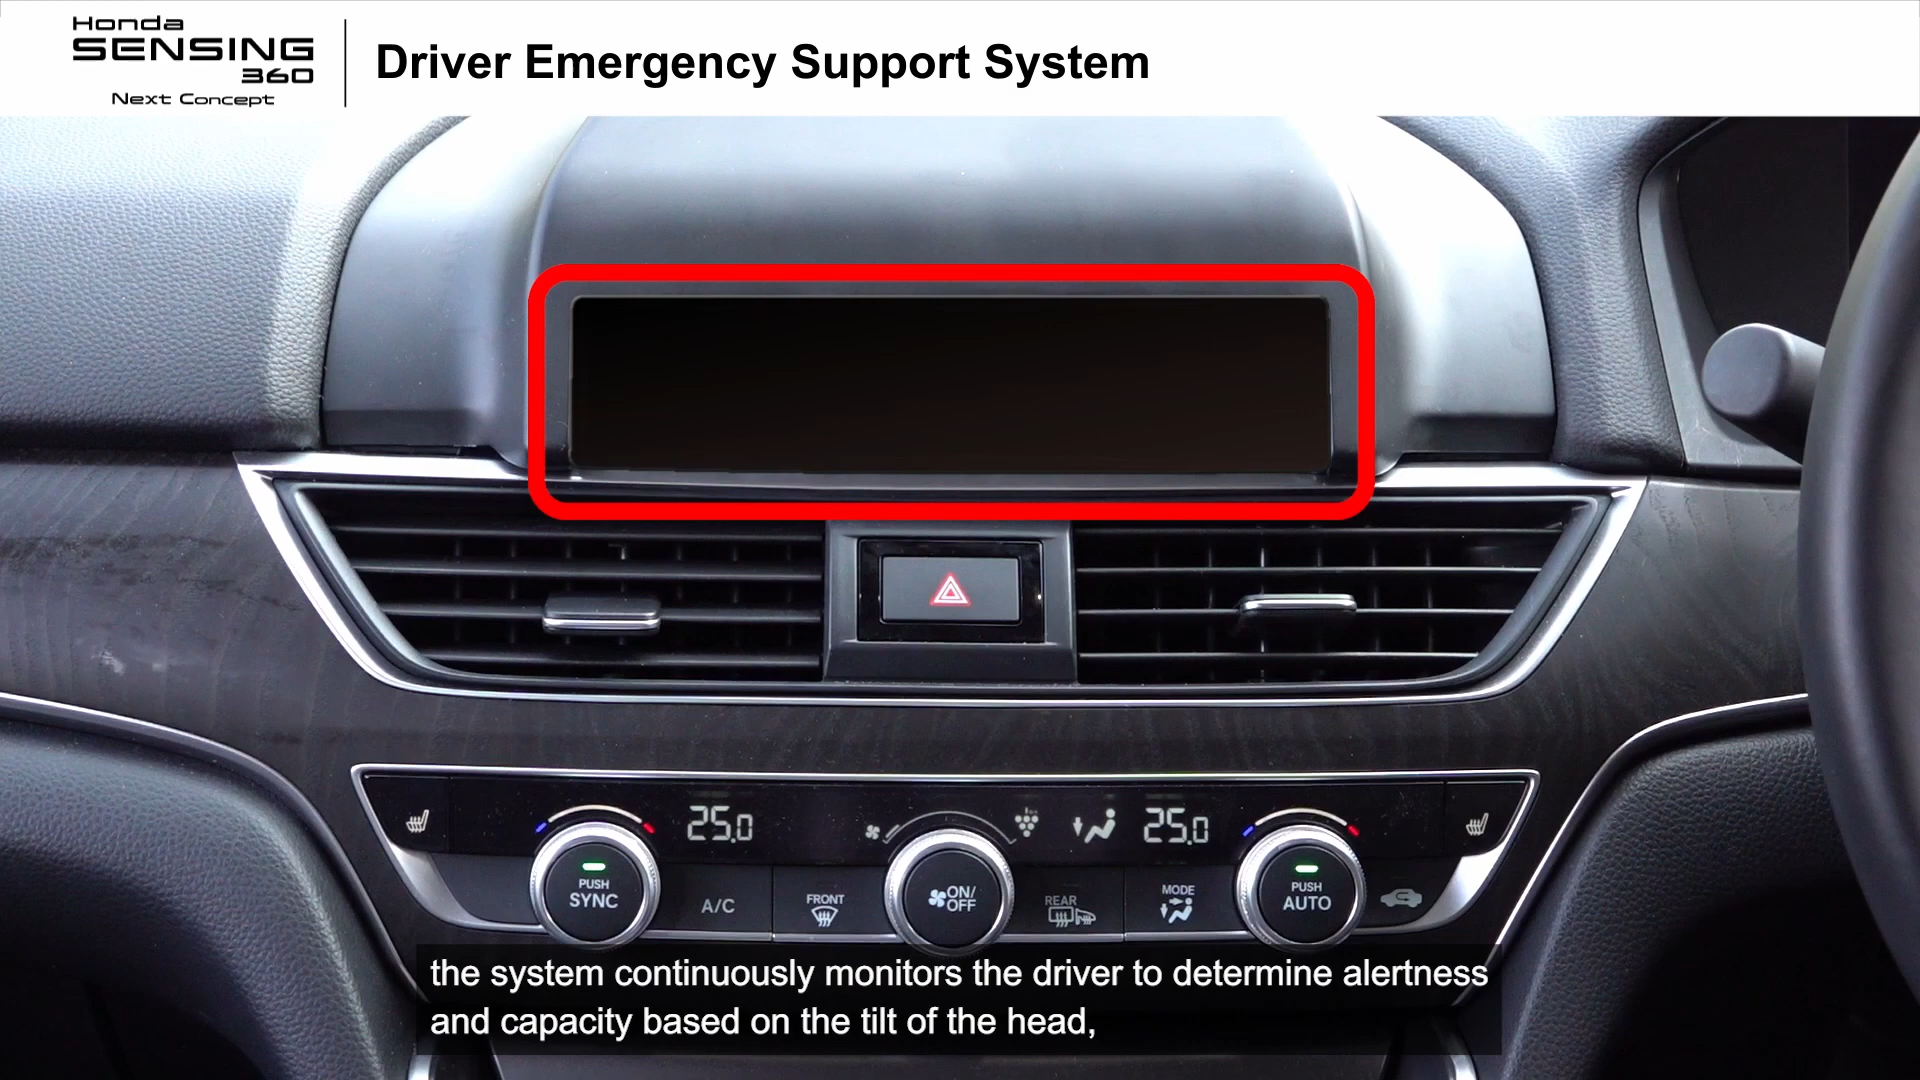 Honda
SENSING
360
Next Concept
Driver Emergency Support System
25.0
25.0
PUSH
SYNC
A/C
FRONT
ON/
OFF
REAR
MODE
PUSH
AUTO
the system continuously monitors the driver to determine alertness
and capacity based on the tilt of the head,